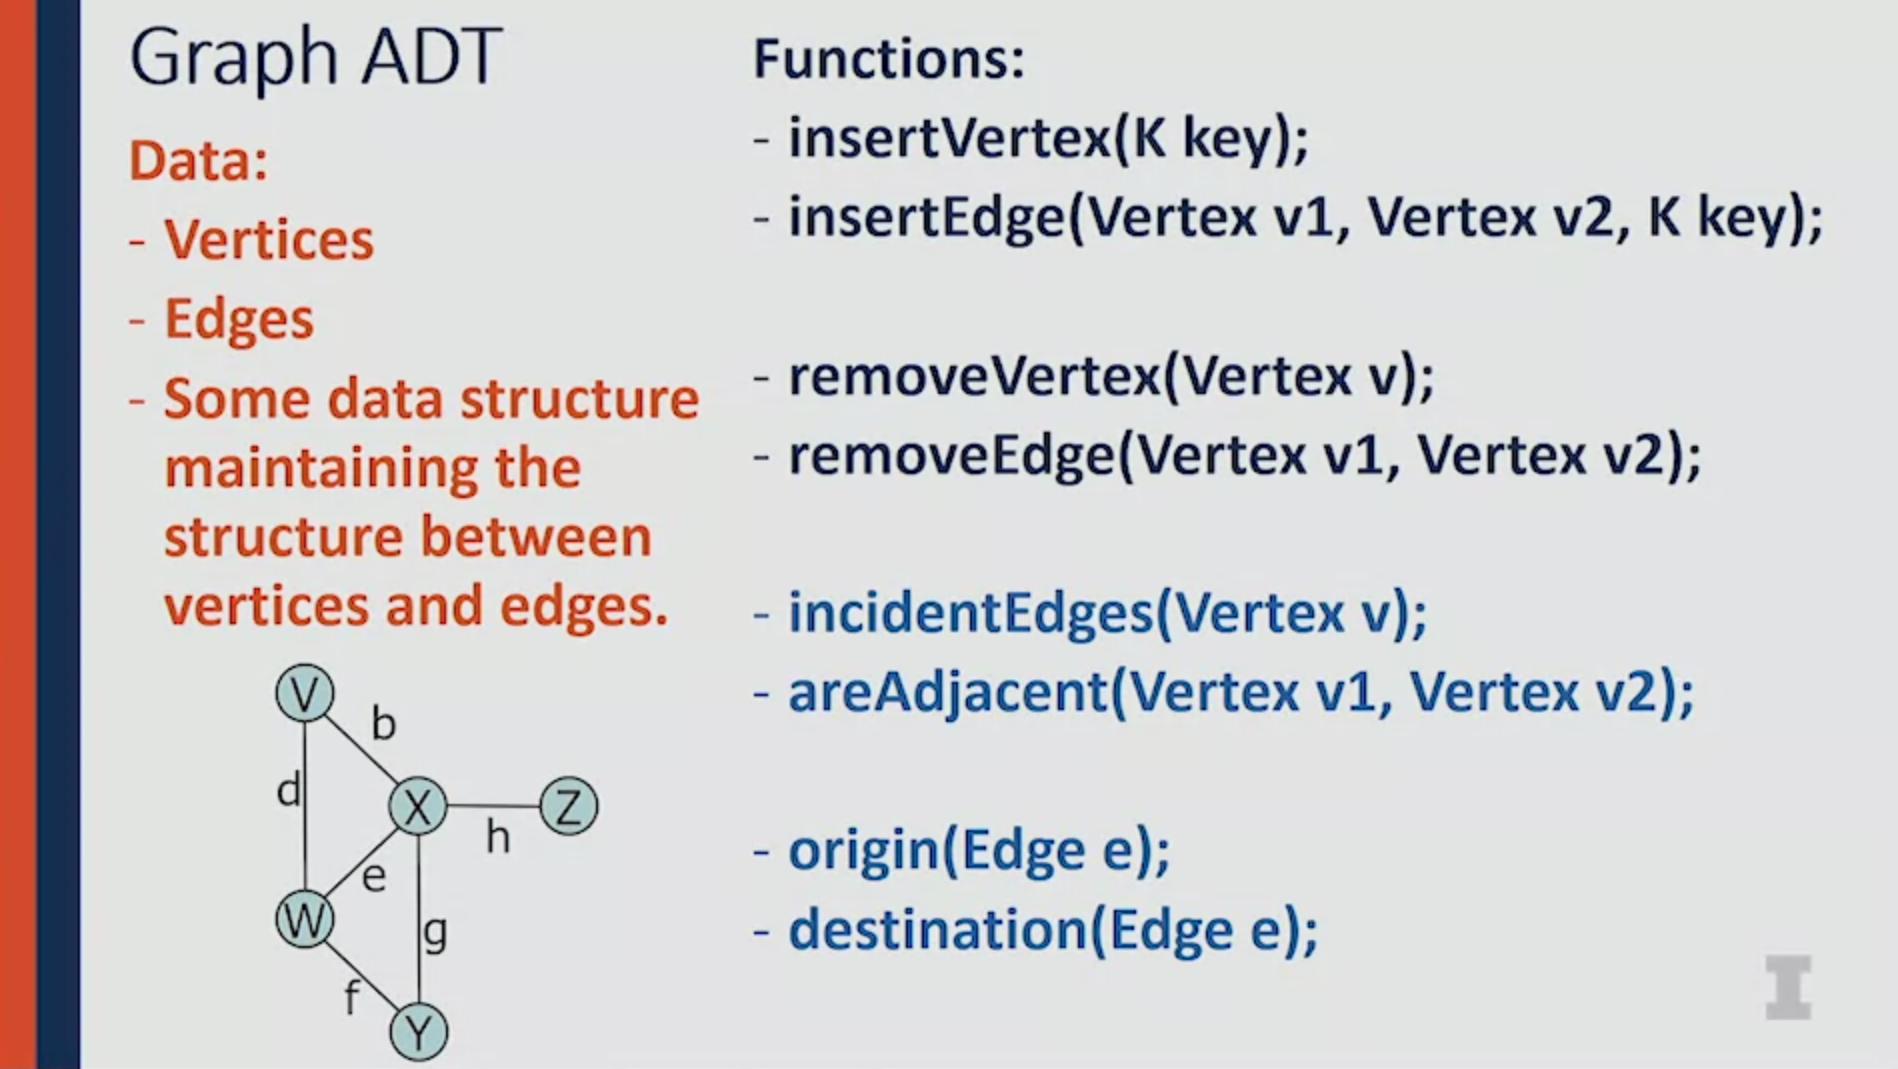 Graph ADT
Data:
- Vertices
- Edges
- Some data structure
maintaining the
structure between
vertices and edges.
V
b
d
X
Z
h
e
W
g
f
Y
Functions:
- insertVertex(K key);
- insertEdge(Vertex v1, Vertex v2, K key);
- removeVertex(Vertex v);
- removeEdge(Vertex v1, Vertex v2);
- incidentEdges(Vertex v);
- areAdjacent(Vertex v1, Vertex v2);
- origin(Edge e);
- destination(Edge e);
I